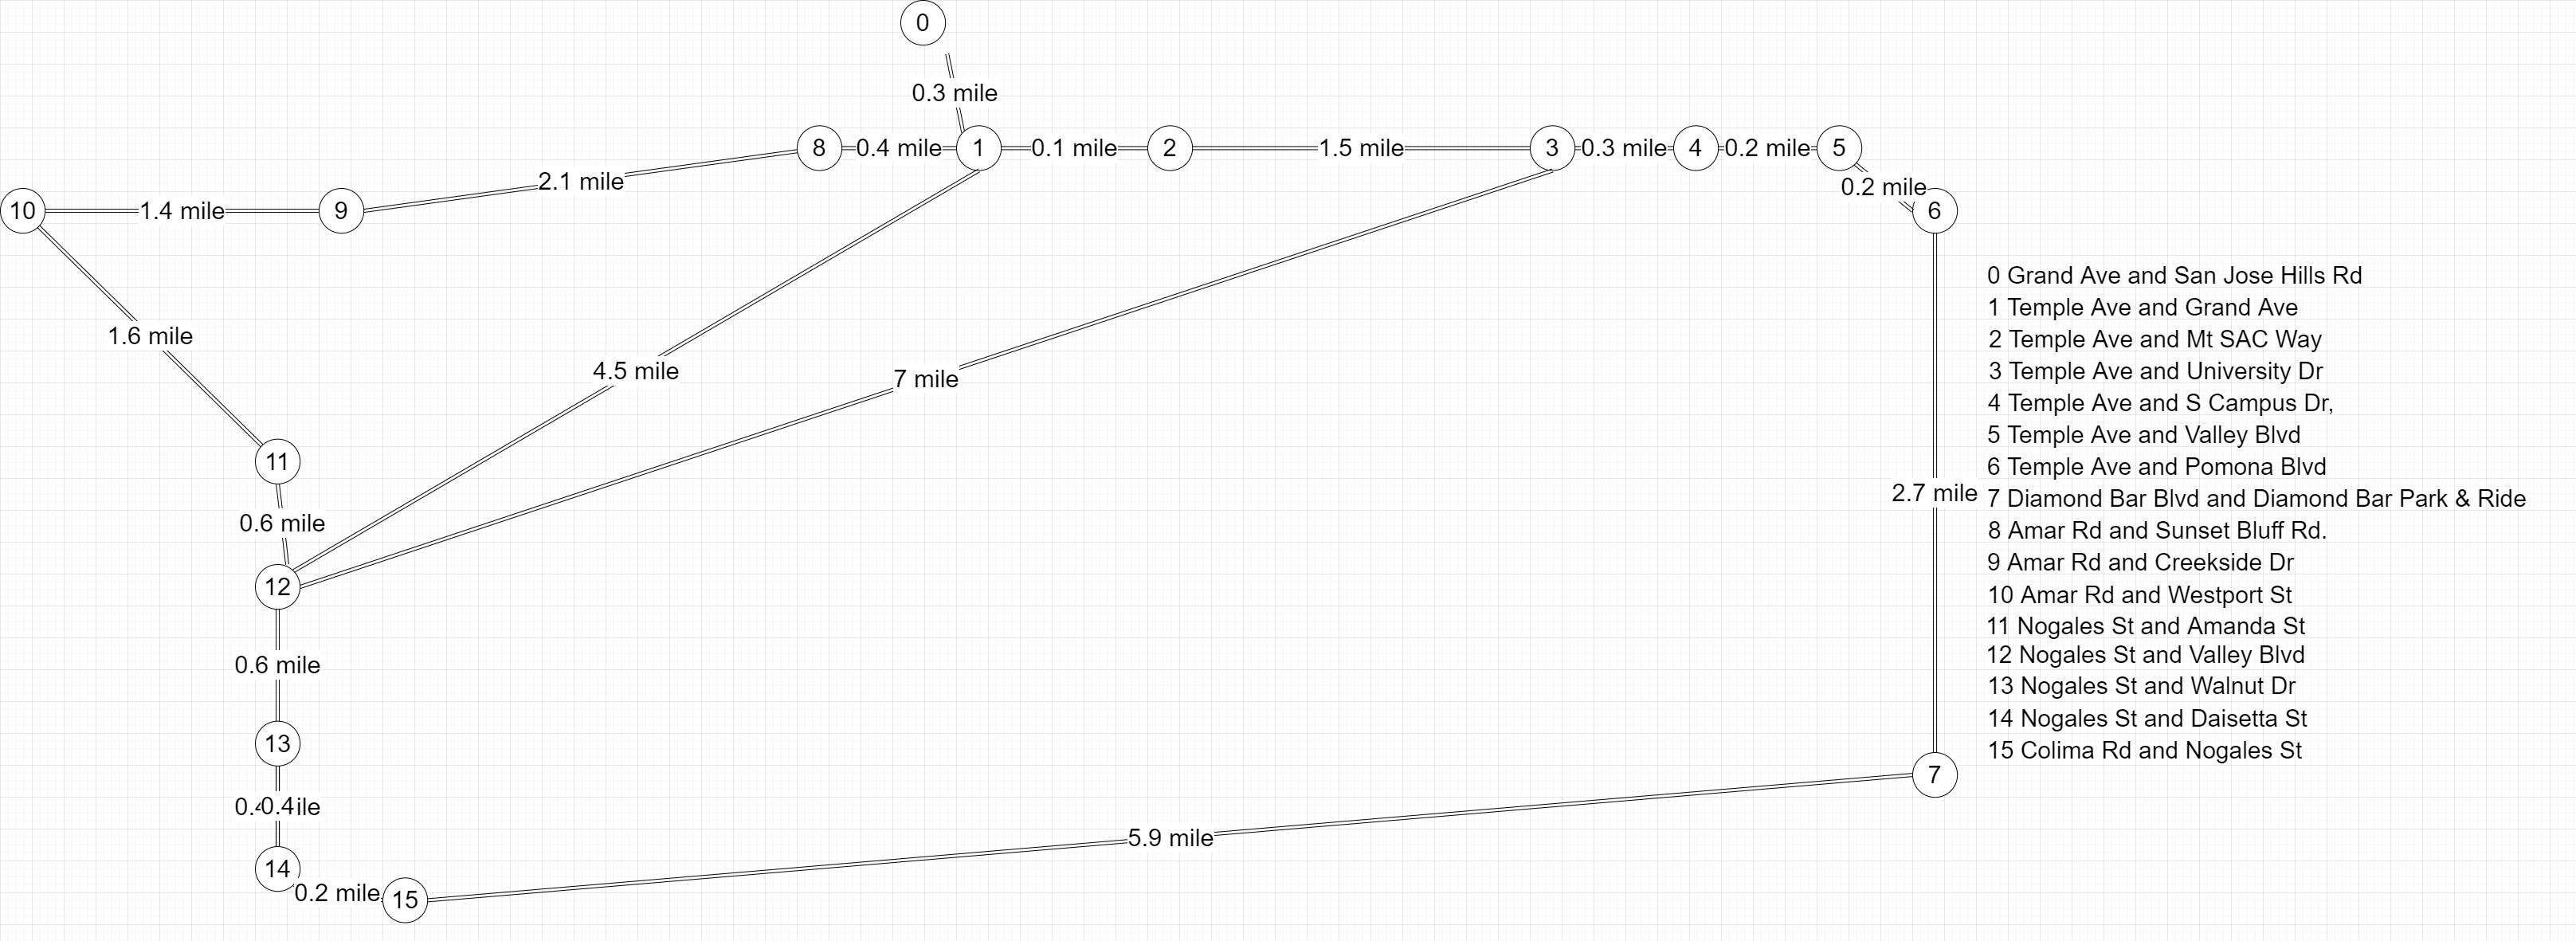 0
0.3 mile
8
0.4 mile
1
0.1 mile
2
1.5 mile
3
0.3 mile
4
0.2 mile
5
2.1 mile
0.2 mile
10
1.4 mile
9
6
1.6 mile
4.5 mile
7 mile
11
0.6 mile
12
2.7 mile
0.6 mile
13
0.4
14
0.2 mile
15
5.9 mile
7
0 Grand Ave and San Jose Hills Rd
1 Temple Ave and Grand Ave
2 Temple Ave and Mt SAC Way
3 Temple Ave and University Dr
4 Temple Ave and S Campus Dr,
5 Temple Ave and Valley Blvd
6 Temple Ave and Pomona Blvd
7 Diamond Bar Blvd and Diamond Bar Park & Ride
8 Amar Rd and Sunset Bluff Rd.
9 Amar Rd and Creekside Dr
10 Amar Rd and Westport St
11 Nogales St and Amanda St
12 Nogales St and Valley Blvd
13 Nogales St and Walnut Dr
14 Nogales St and Daisetta St
15 Colima Rd and Nogales St